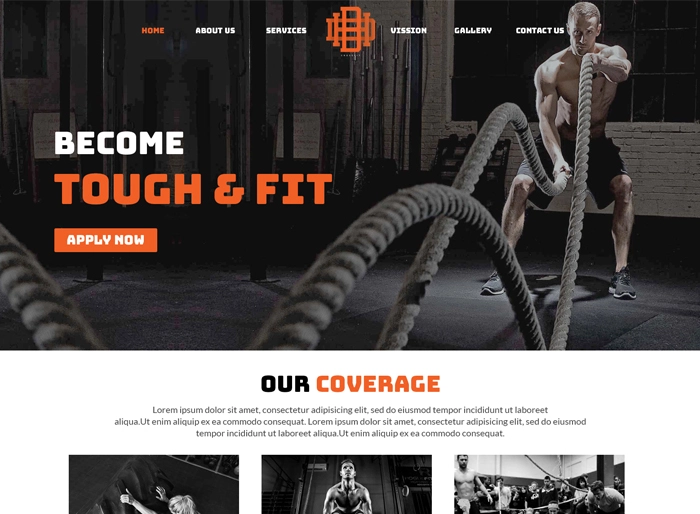 HOME ABOUT US SERVICES VISSION GALLERY CONTACT US
BECOME
TOUGH & FIT
APPLY NOW
OUR COVERAGE
Lorem ipsum dolor sit amet, consectetur adipisicing elit, sed do eiusmod tempor incididunt ut laboreet
aliqua.Ut enim aliquip ex ea commodo consequat. Lorem ipsum dolor sit amet, consectetur adipisicing elit, sed do eiusmod
tempor incididunt ut laboreet aliqua.Ut enim aliquip ex ea commodo consequat.